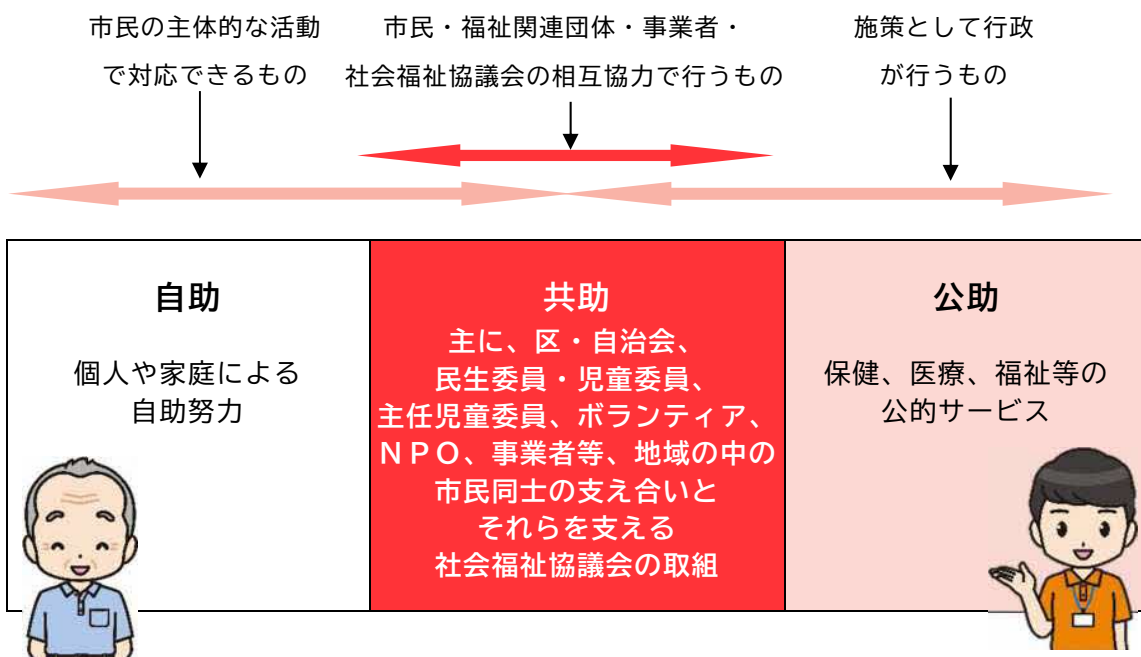 市民の主体的な活動
で対応できるもの
市民・福祉関連団体・事業者・
社会福祉協議会の相互協力で行うもの
施策として行政
が行うもの
自助
個人や家庭による
自助努力
共助
主に、区・自治会、
民生委員・児童委員、
主任児童委員、ボランティア、
ＮＰＯ、事業者等、地域の中の
市民同士の支え合いと
それらを支える
社会福祉協議会の取組
公助
保健、医療、福祉等の
公的サービス